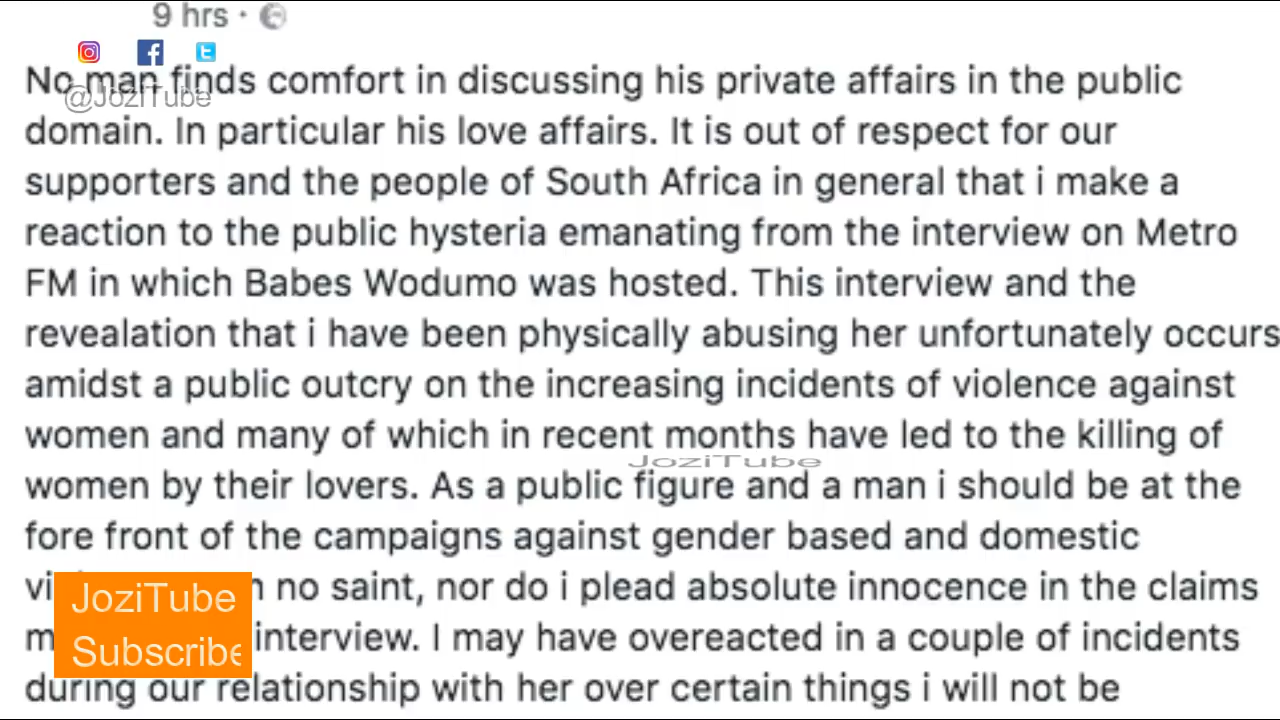 9 hrs ·
@JoziTube
No man finds comfort in discussing his private affairs in the public
domain. In particular his love affairs. It is out of respect for our
supporters and the people of South Africa in general that i make a
reaction to the public hysteria emanating from the interview on Metro
FM in which Babes Wodumo was hosted. This interview and the
revealation that i have been physically abusing her unfortunately occurs
amidst a public outcry on the increasing incidents of violence against
women and many of which in recent months have led to the killing of
JoziTube
women by their lovers. As a public figure and a man i should be at the
fore front of the campaigns against gender based and domestic
no saint, nor do i plead absolute innocence in the claims
JoziTube
interview. I may have overeacted in a couple of incidents
Subscribe
during our relationship with her over certain things i will not be